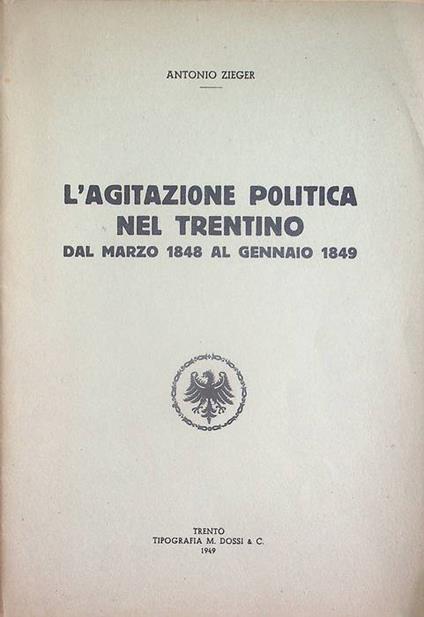 ANTONIO ZIEGER
L'AGITAZIONE POLITICA
NEL TRENTINO
DAL MARZO 1848 AL GENNAIO 1849
TRENTO
TIPOGRAFIA M. DOSSI & C.
1949